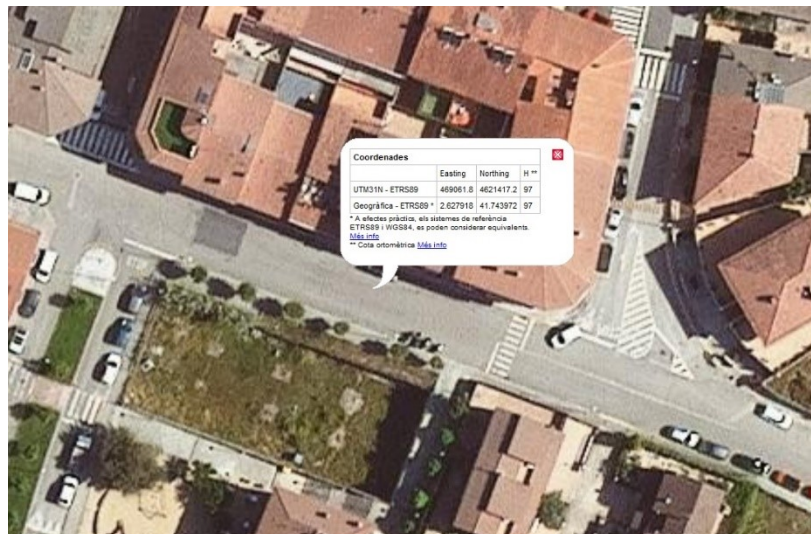 Coordenades
Easting Northing H **
UTM31N - ETRS89 469061.8 4621417.2 97
Geogràfica - ETRS89 * 2.627918 41.743972 97
* A efectes pràctics, els sistemes de referència
ETRS89 i WGS84, es poden considerar equivalents.
Més info
** Cota ortomètrica Més info